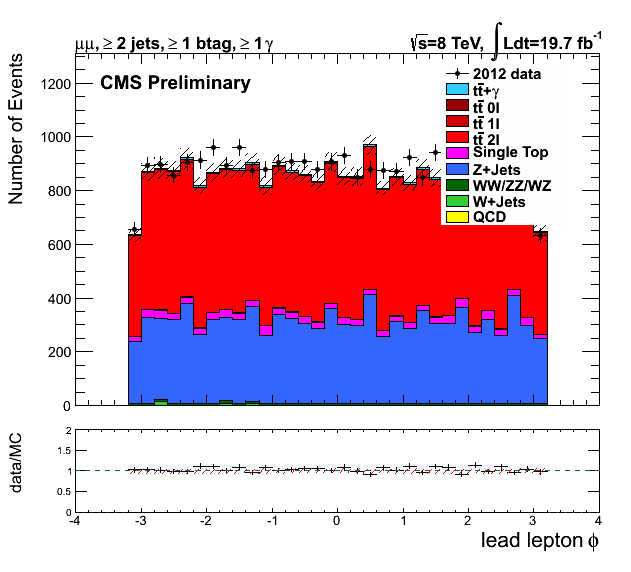 μμ, ≥ 2 jets, ≥ 1 btag, ≥ 1 γ
√s=8 TeV, ∫ Ldt=19.7 fb⁻¹
CMS Preliminary
2012 data
tt̄+γ
tt̄ 0l
tt̄ 1l
tt̄ 2l
Single Top
Z+Jets
WW/ZZ/WZ
W+Jets
QCD
Number of Events
1200
1000
800
600
400
200
0
data/MC
2
1.5
1
0.5
0
-4 -3 -2 -1 0 1 2 3 4
lead lepton ϕ